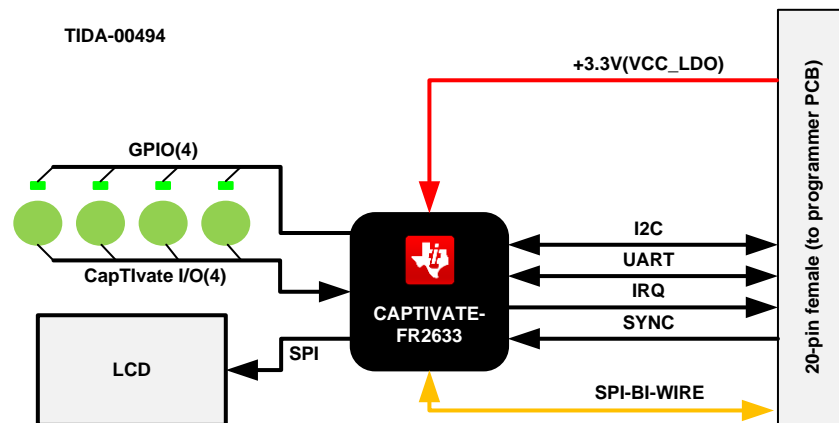 TIDA-00494
+3.3V(VCC_LDO)
GPIO(4)
CapTIvate I/O(4)
CAPTIVATE-
FR2633
I2C
UART
IRQ
SYNC
SPI
LCD
SPI-BI-WIRE
20-pin female (to programmer PCB)